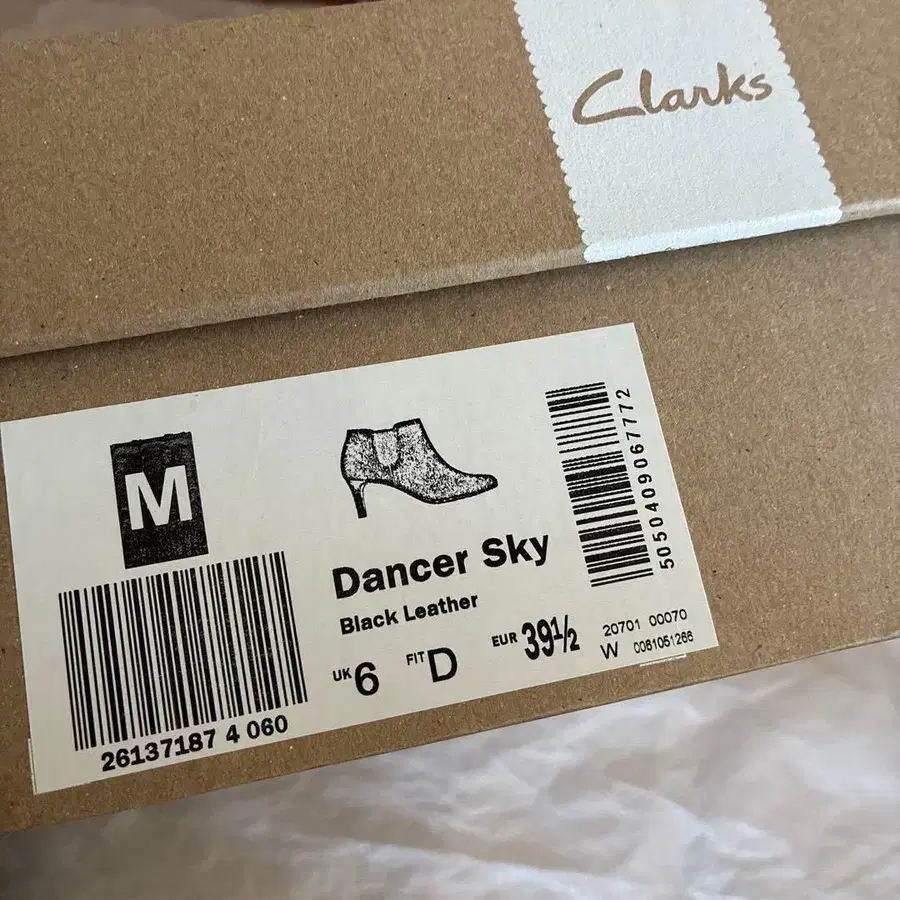 Clarks
M
26137187 4 060
Dancer Sky
Black Leather
UK 6 FIT D EUR 39½
5050409067772
20701 00070
W 0081051266